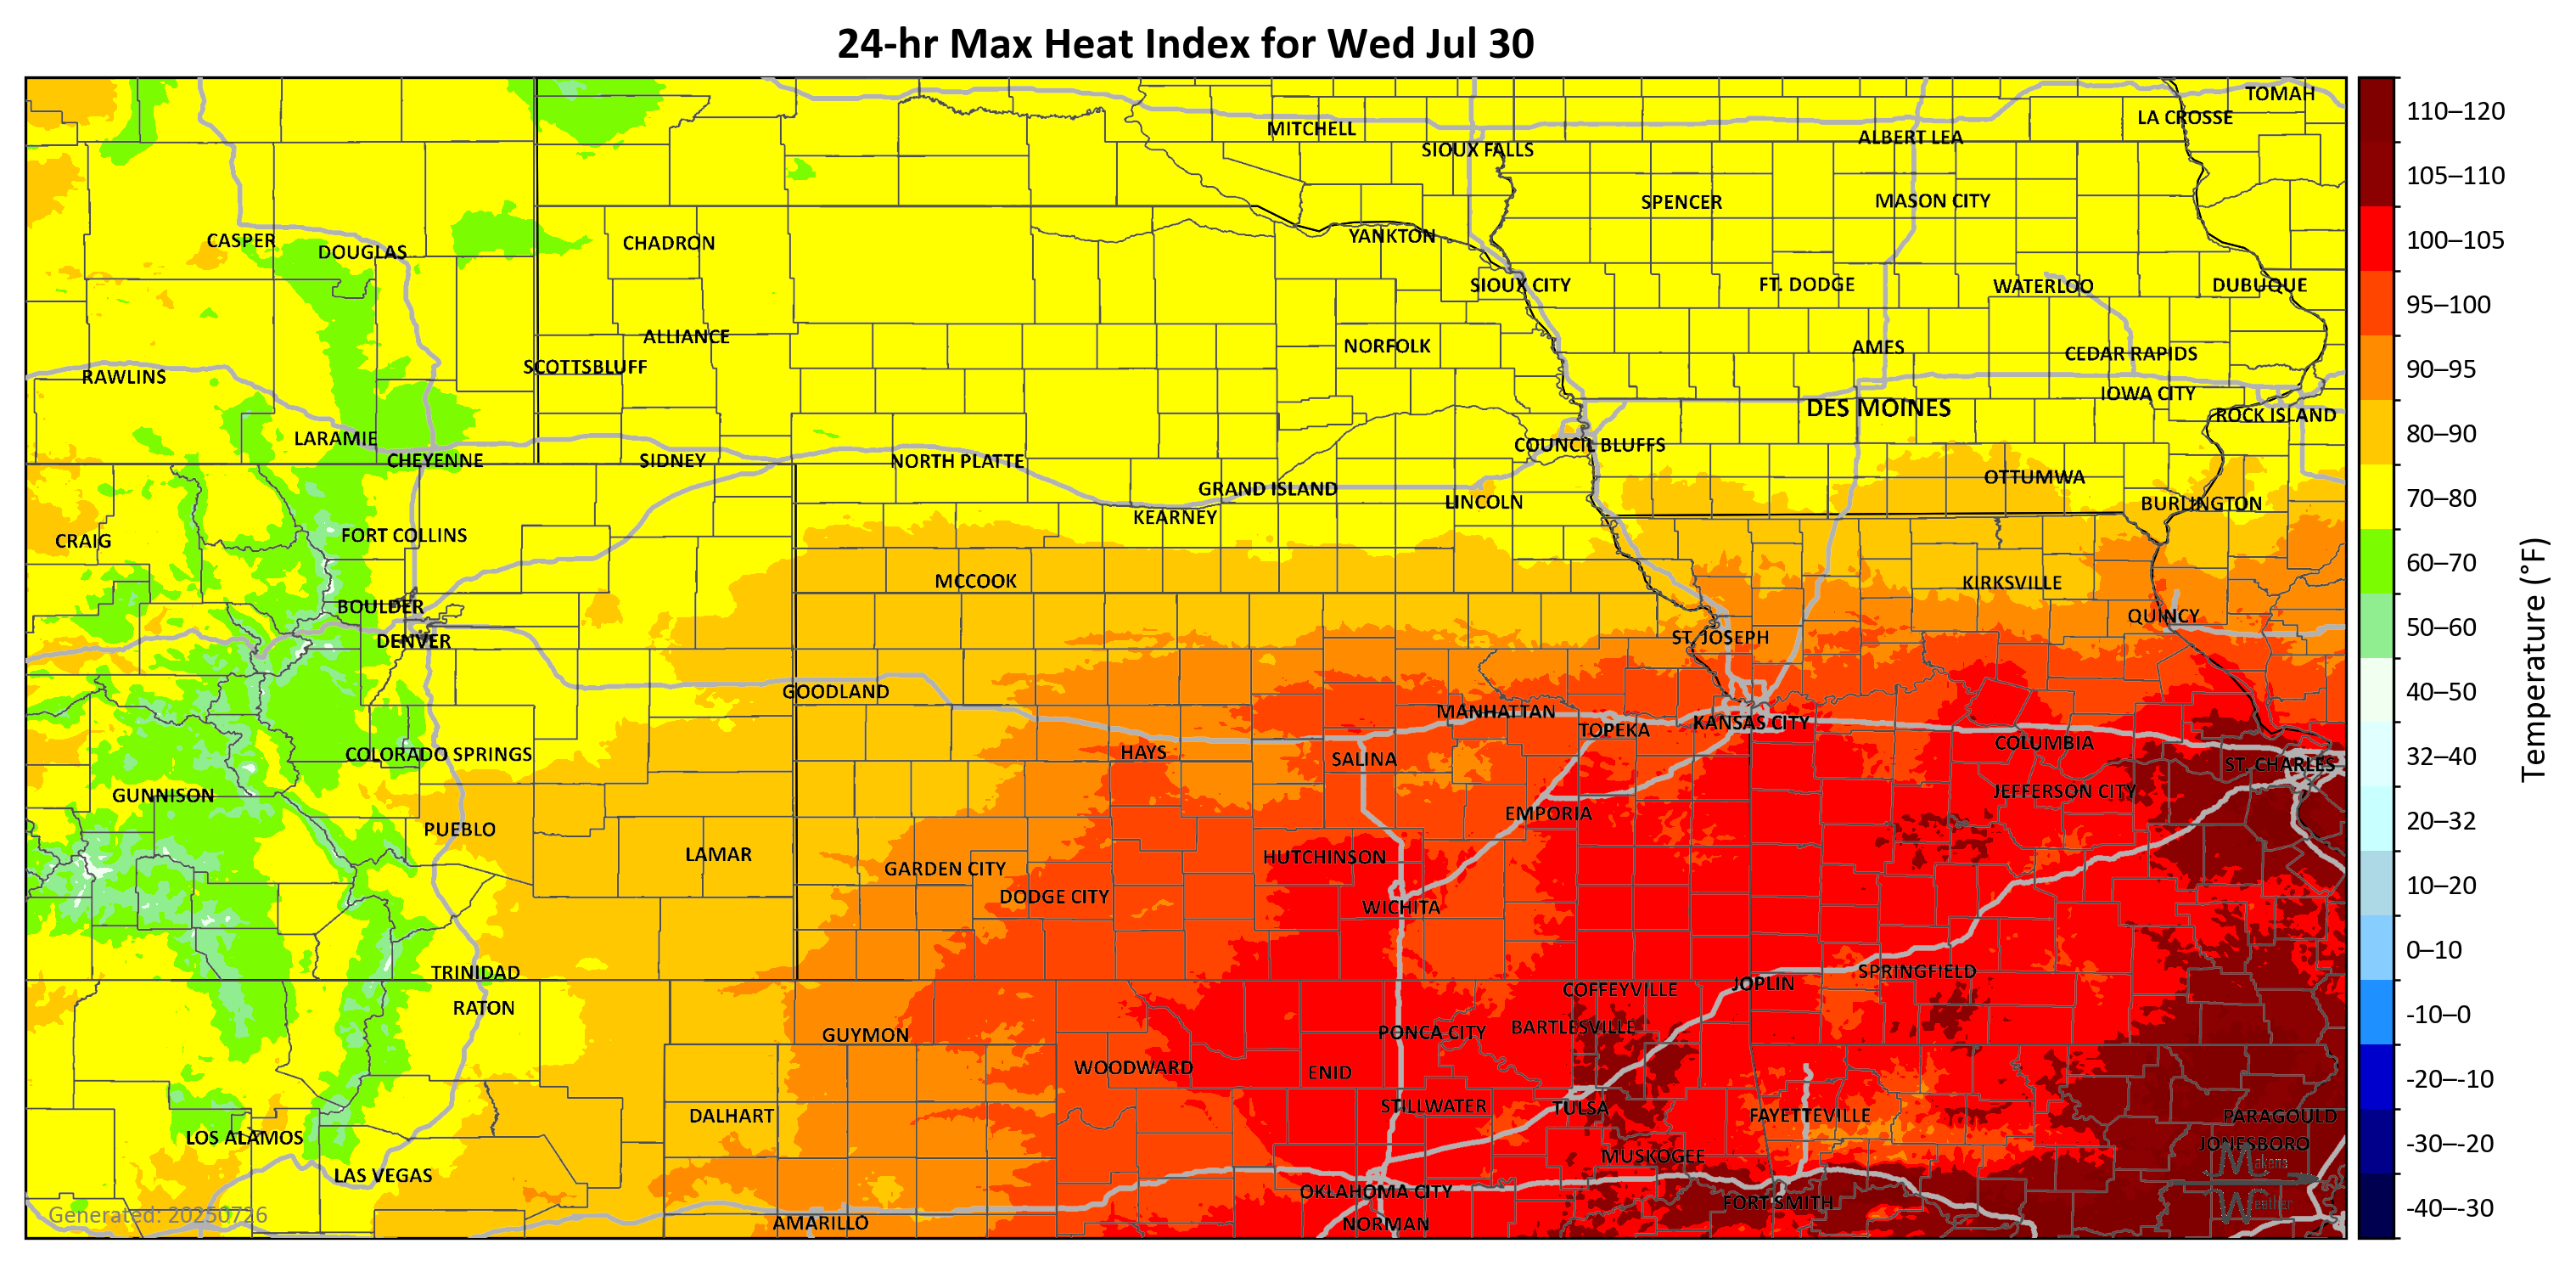 24-hr Max Heat Index for Wed Jul 30
TOMAH
LA CROSSE
MITCHELL
ALBERT LEA
SIOUX FALLS
SPENCER
MASON CITY
YANKTON
CASPER
CHADRON
DOUGLAS
SIOUX CITY
FT. DODGE
WATERLOO
DUBUQUE
ALLIANCE
NORFOLK
AMES
CEDAR RAPIDS
SCOTTSBLUFF
RAWLINS
IOWA CITY
DES MOINES
ROCK ISLAND
LARAMIE
COUNCIL BLUFFS
CHEYENNE
SIDNEY
NORTH PLATTE
OTTUMWA
GRAND ISLAND
LINCOLN
BURLINGTON
KEARNEY
FORT COLLINS
CRAIG
MCCOOK
KIRKSVILLE
BOULDER
QUINCY
DENVER
ST. JOSEPH
GOODLAND
MANHATTAN
KANSAS CITY
TOPEKA
COLUMBIA
HAYS
COLORADO SPRINGS
SALINA
ST. CHARLES
JEFFERSON CITY
GUNNISON
EMPORIA
PUEBLO
LAMAR
HUTCHINSON
GARDEN CITY
DODGE CITY
WICHITA
TRINIDAD
SPRINGFIELD
JOPLIN
COFFEYVILLE
RATON
BARTLESVILLE
PONCA CITY
GUYMON
WOODWARD
ENID
STILLWATER
TULSA
DALHART
FAYETTEVILLE
PARAGOULD
LOS ALAMOS
JONESBORO
MUSKOGEE
LAS VEGAS
OKLAHOMA CITY
FORT SMITH
AMARILLO
NORMAN
Makens
Weather
Generated: 20250726
110–120
105–110
100–105
95–100
90–95
80–90
70–80
60–70
50–60
40–50
32–40
20–32
10–20
0–10
-10–0
-20–-10
-30–-20
-40–-30
Temperature (°F)